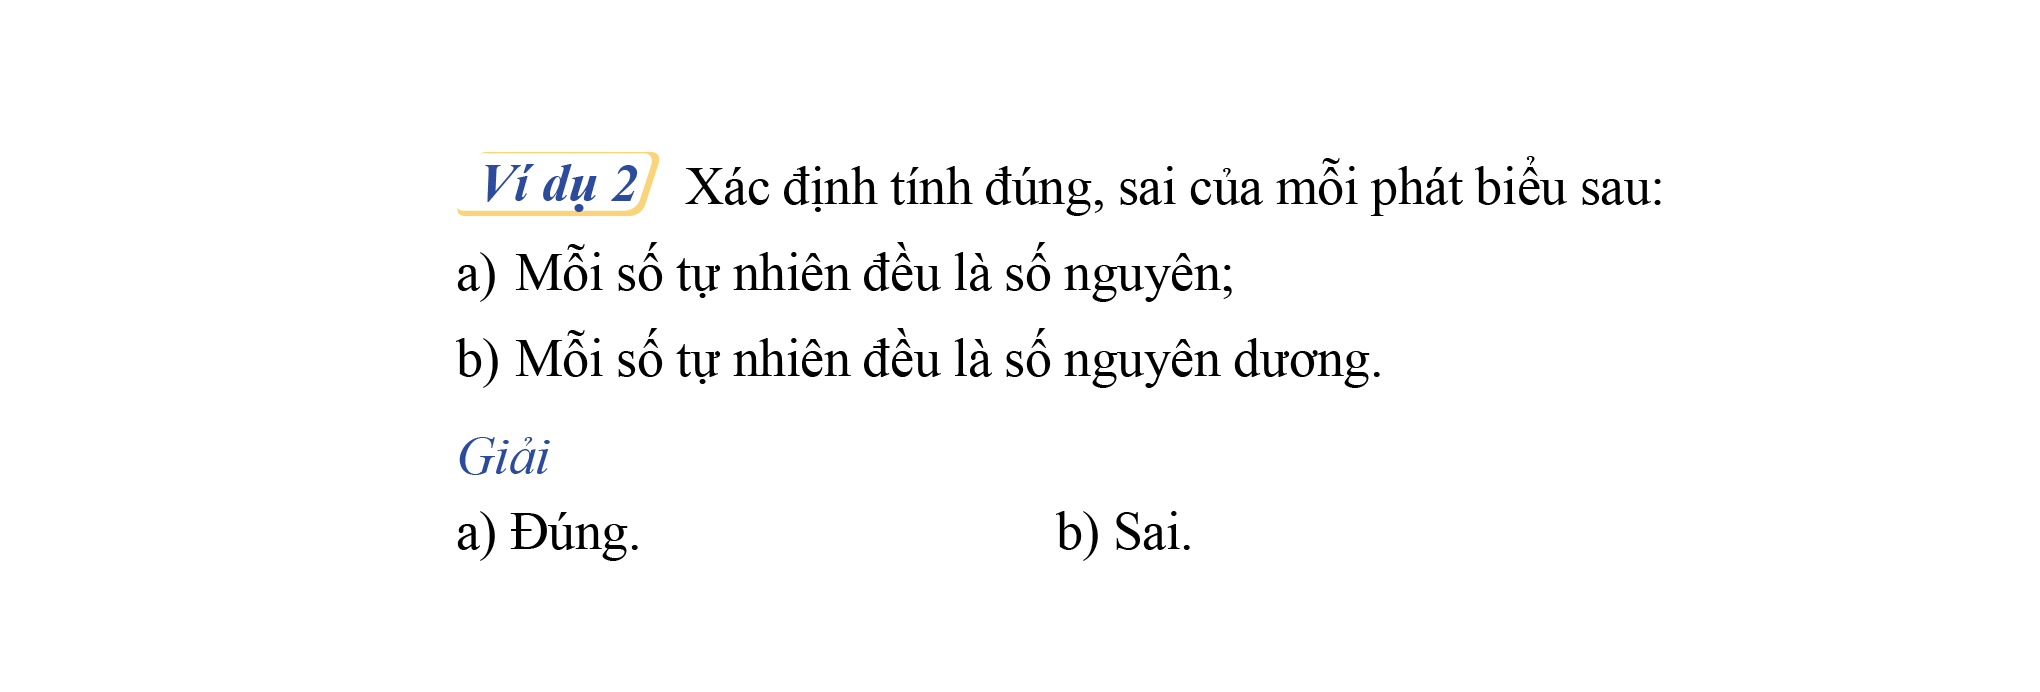 Ví dụ 2 Xác định tính đúng, sai của mỗi phát biểu sau:
a) Mỗi số tự nhiên đều là số nguyên;
b) Mỗi số tự nhiên đều là số nguyên dương.
Giải
a) Đúng. b) Sai.